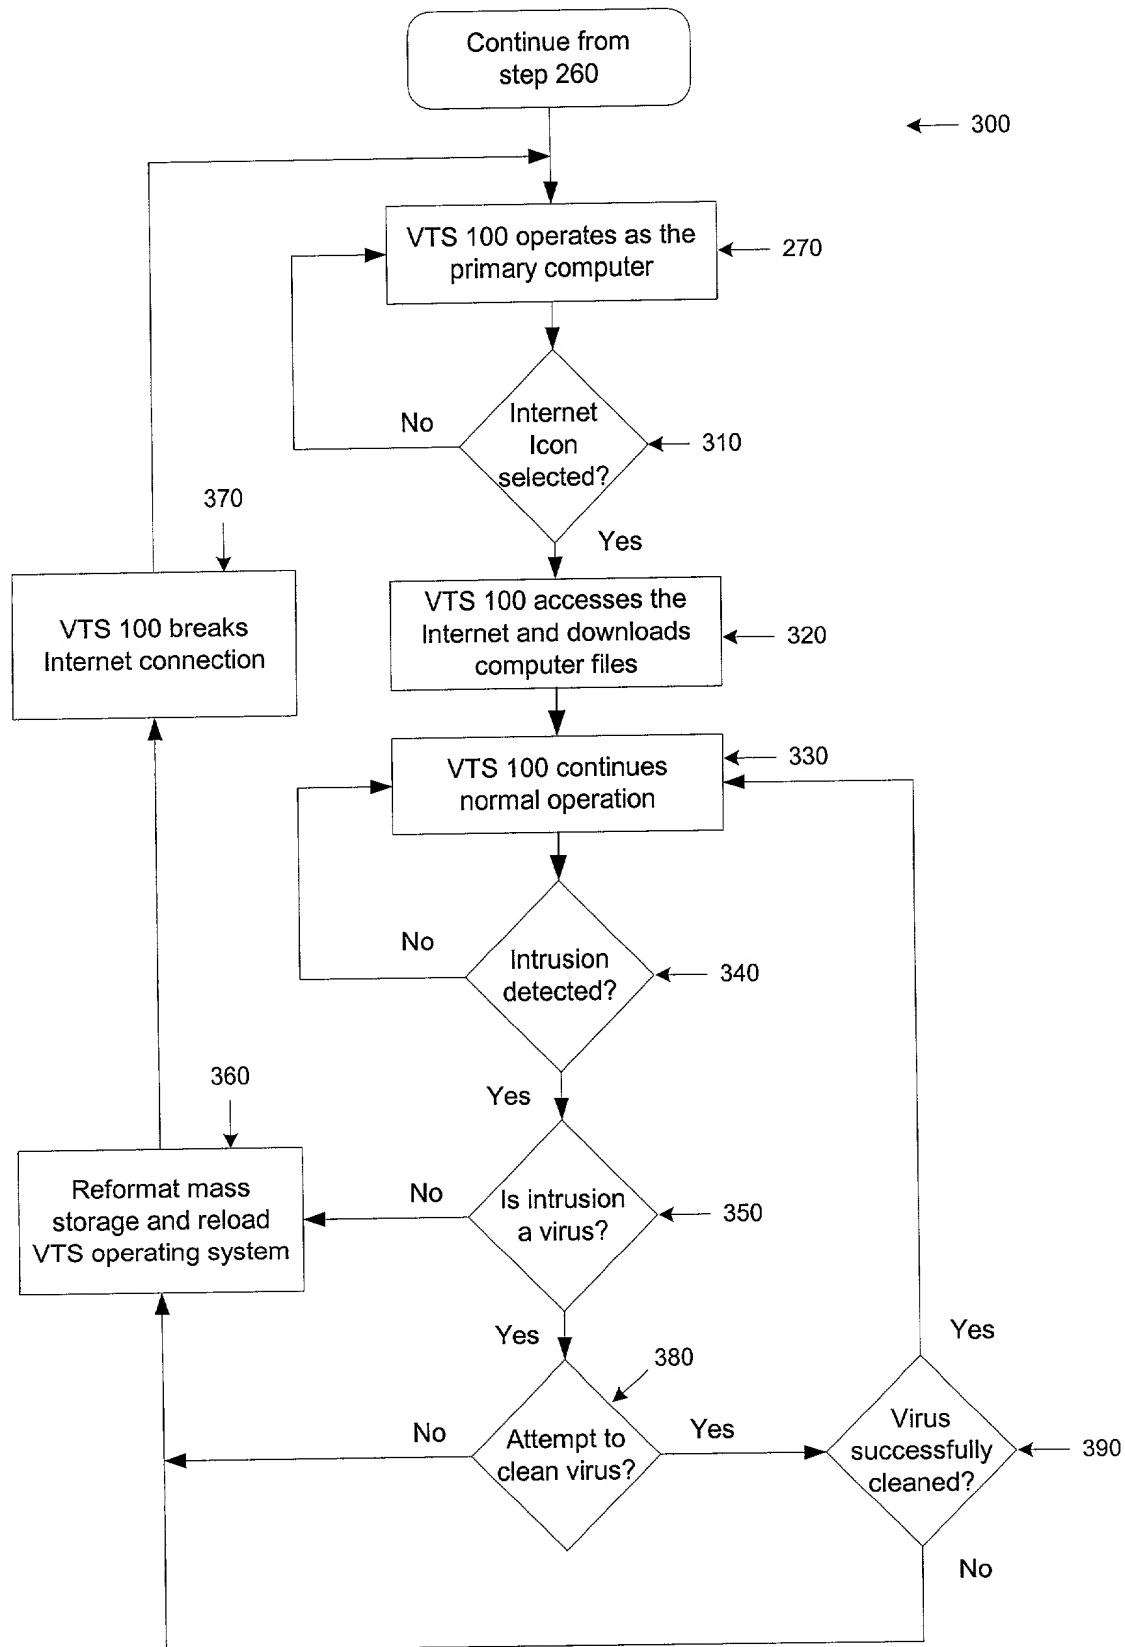 Continue from
step 260
300
VTS 100 operates as the
primary computer
270
Internet
Icon
selected?
310
No
Yes
370
VTS 100 breaks
Internet connection
VTS 100 accesses the
Internet and downloads
computer files
320
VTS 100 continues
normal operation
330
No
Intrusion
detected?
340
Yes
360
Reformat mass
storage and reload
VTS operating system
No
Is intrusion
a virus?
350
Yes
380
No
Attempt to
clean virus?
Yes
Yes
Virus
successfully
cleaned?
390
No